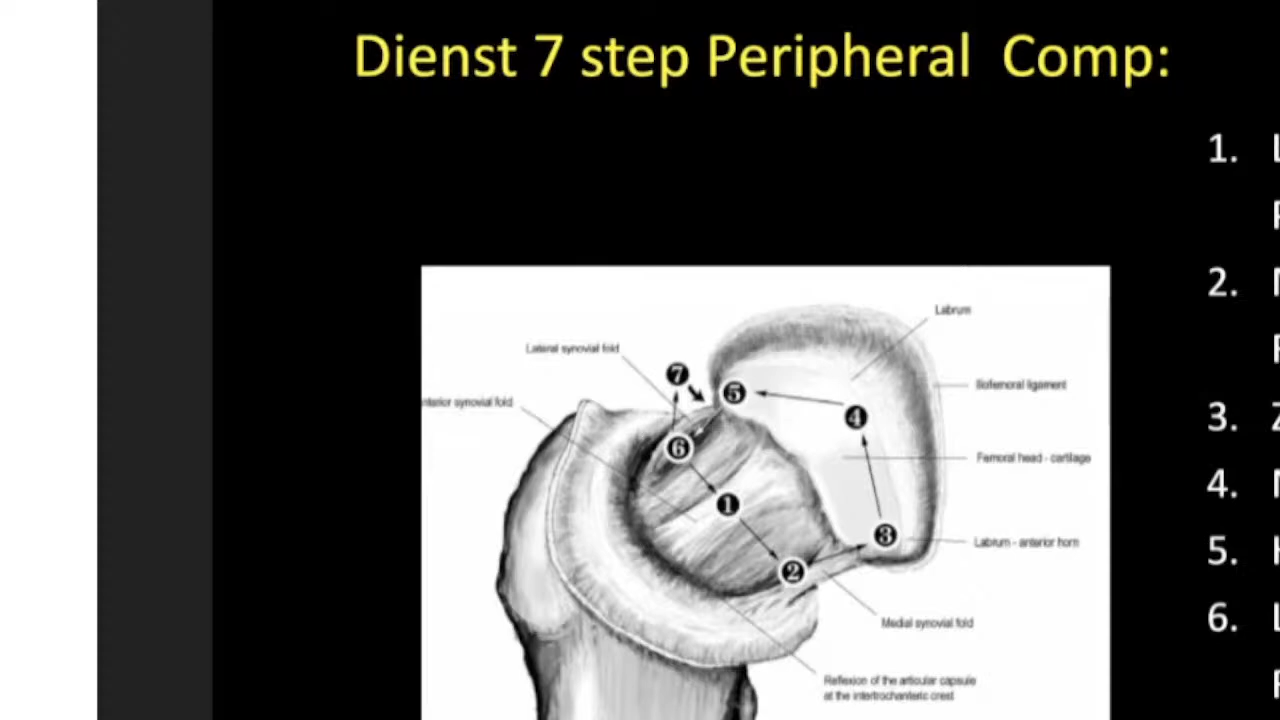 Dienst 7 step Peripheral Comp:
1.
2.
3.
4.
5.
6.
Labrum
Lateral synovial fold
7
5
Iliofemoral ligament
synovial fold
4
6
Femoral head - cartilage
1
3
Labrum - anterior horn
2
Medial synovial fold
Reflexion of the articular capsule
at the intertrochanteric crest